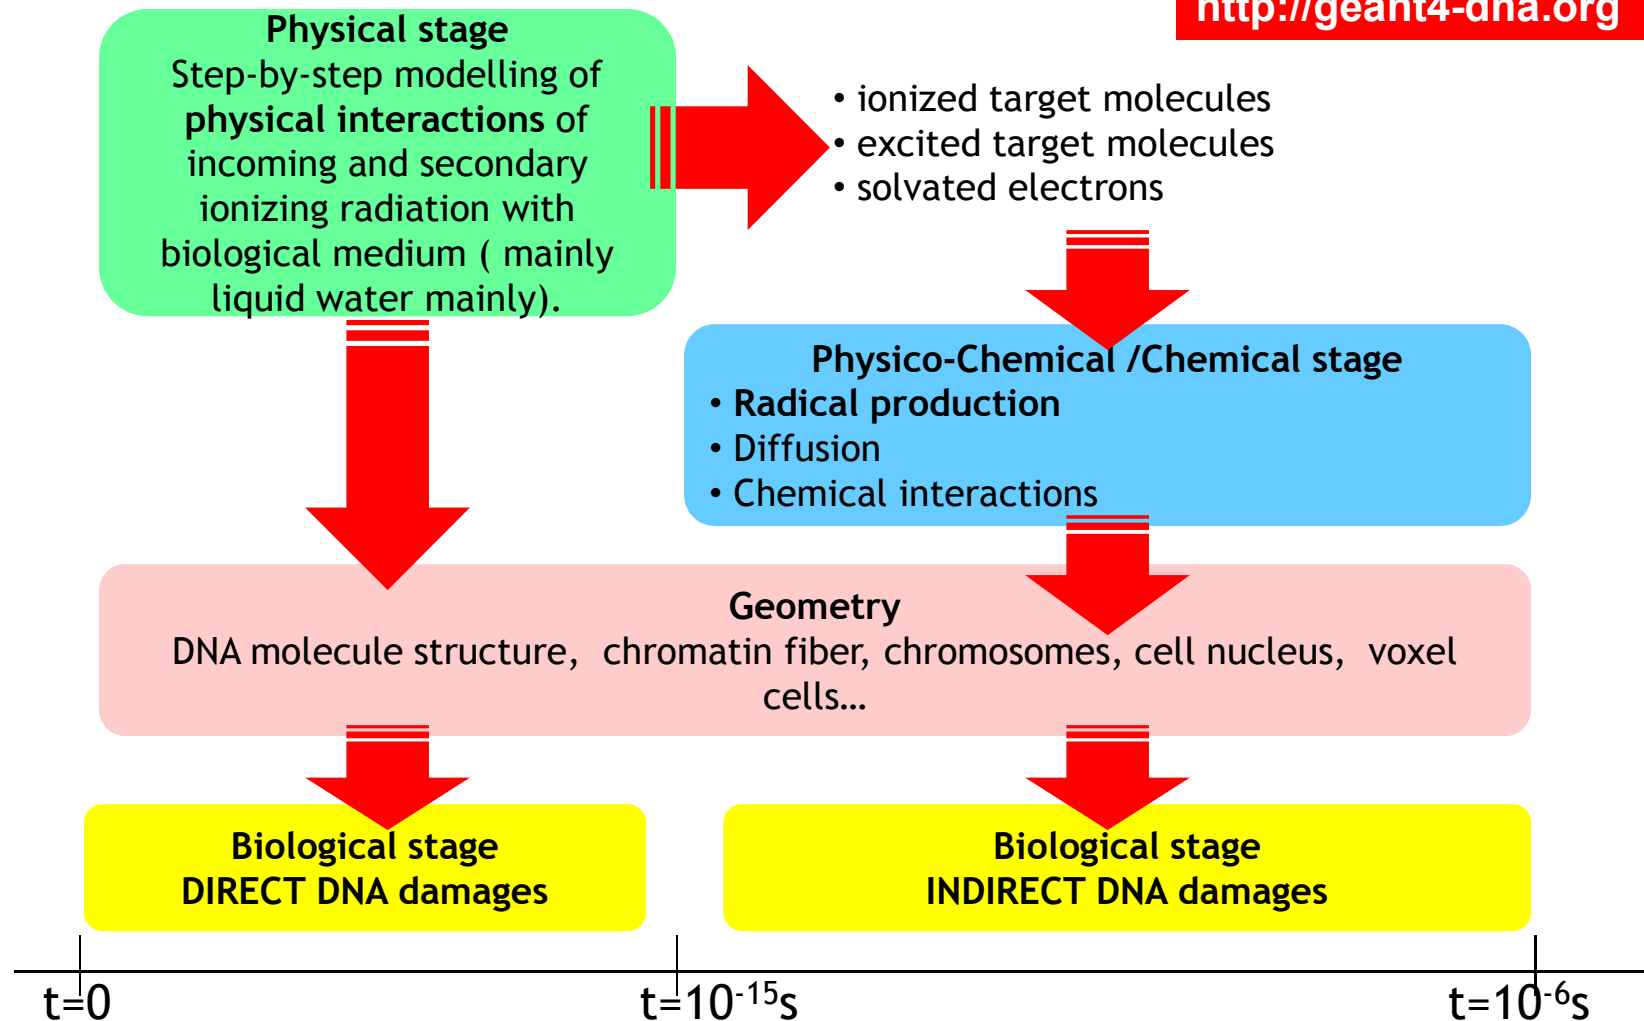 http://geant4-dna.org
Physical stage
Step-by-step modelling of
physical interactions of
incoming and secondary
ionizing radiation with
biological medium ( mainly
liquid water mainly).
• ionized target molecules
• excited target molecules
• solvated electrons
Physico-Chemical /Chemical stage
• Radical production
• Diffusion
• Chemical interactions
Geometry
DNA molecule structure, chromatin fiber, chromosomes, cell nucleus, voxel
cells…
Biological stage
DIRECT DNA damages
Biological stage
INDIRECT DNA damages
t=0
t=10⁻¹⁵s
t=10⁻⁶s